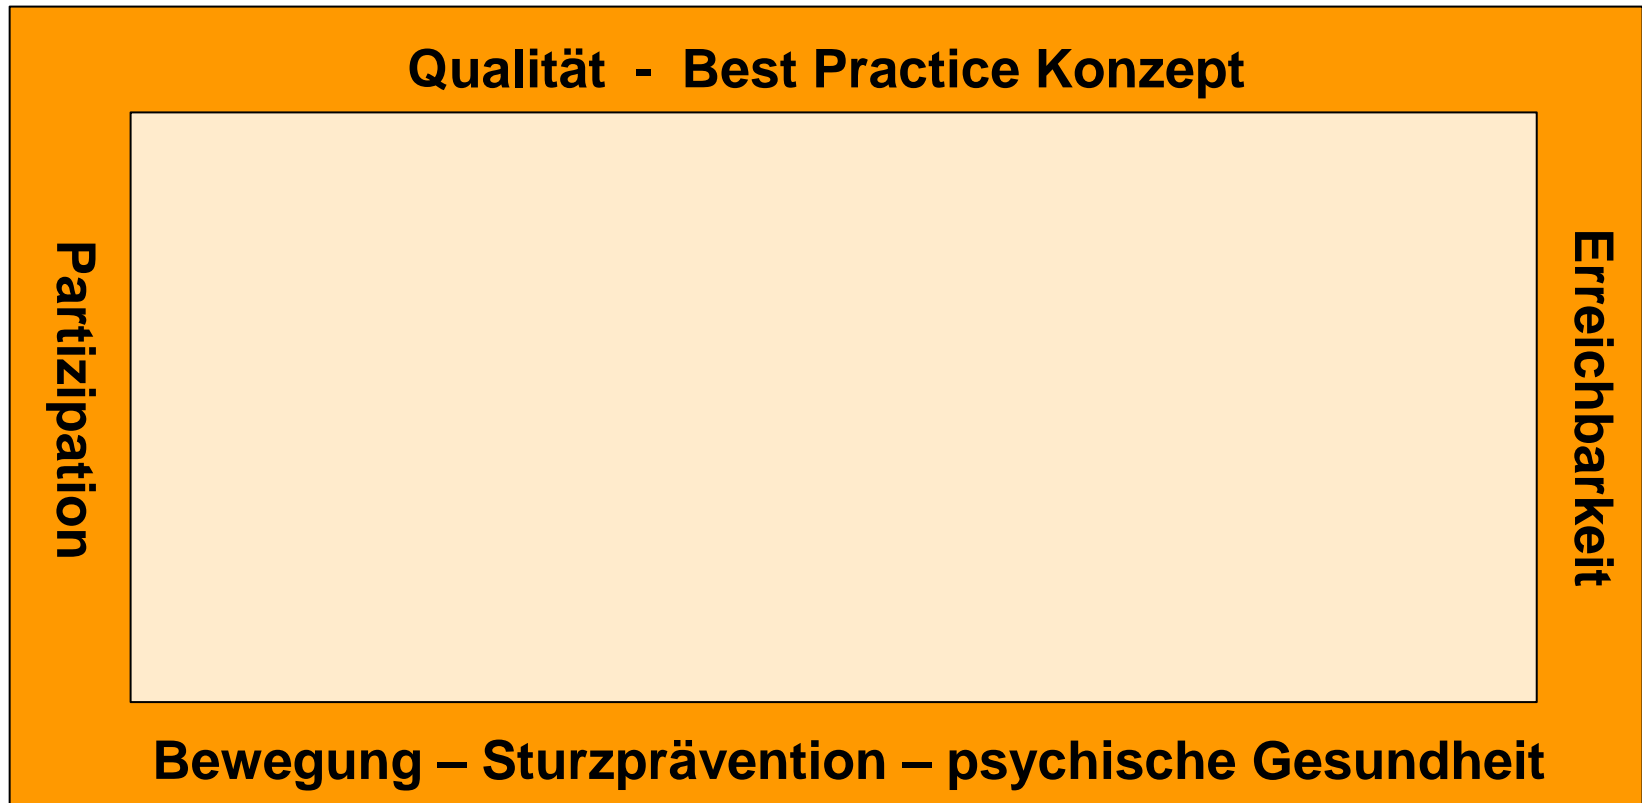 Qualität - Best Practice Konzept
Partizipation
Erreichbarkeit
Bewegung – Sturzprävention – psychische Gesundheit